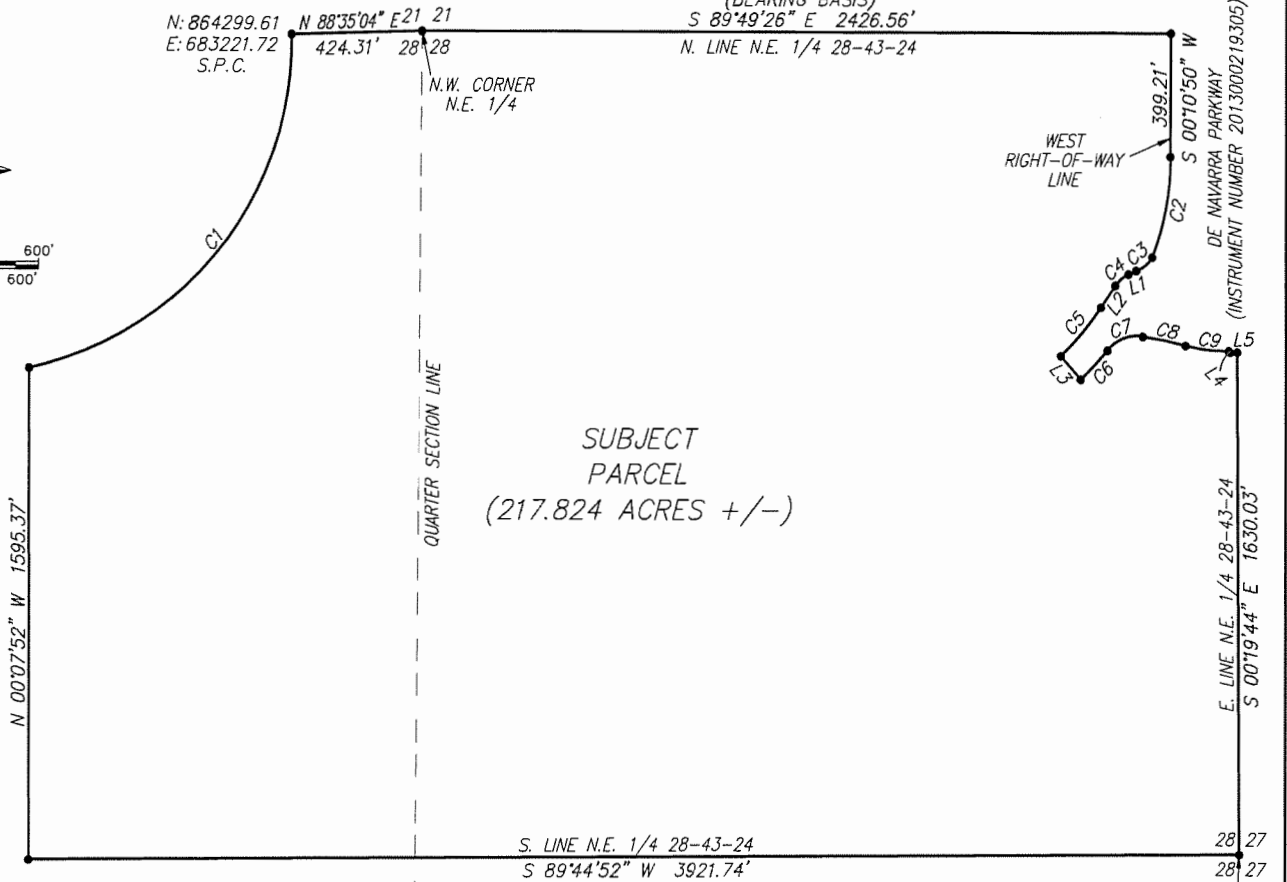 (BEARING BASIS)
N: 864299.61
E: 683221.72
S.P.C.
N 88°35'04" E
424.31'
21 21
28 28
S 89°49'26" E 2426.56'
N. LINE N.E. 1/4 28-43-24
N.W. CORNER
N.E. 1/4
399.21'
S 00°10'50" W
DE NAVARRA PARKWAY
(INSTRUMENT NUMBER 2013000219305)
WEST
RIGHT-OF-WAY
LINE
C1
C2
600'
600'
C3
C4
L1
L2
C5
C7
C8
C9
L5
L3
C6
L4
QUARTER SECTION LINE
SUBJECT
PARCEL
(217.824 ACRES +/-)
N 00°07'52" W 1595.37'
E. LINE N.E. 1/4 28-43-24
S 00°19'44" E 1630.03'
S. LINE N.E. 1/4 28-43-24
S 89°44'52" W 3921.74'
28 27
28 27